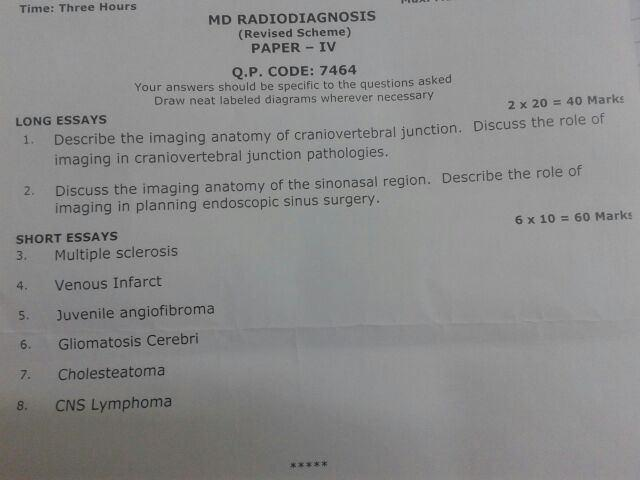 Time: Three Hours
MD RADIODIAGNOSIS
(Revised Scheme)
PAPER – IV
Q.P. CODE: 7464
Your answers should be specific to the questions asked
Draw neat labeled diagrams wherever necessary
LONG ESSAYS 2 x 20 = 40 Marks
1. Describe the imaging anatomy of craniovertebral junction. Discuss the role of
imaging in craniovertebral junction pathologies.
2. Discuss the imaging anatomy of the sinonasal region. Describe the role of
imaging in planning endoscopic sinus surgery.
SHORT ESSAYS 6 x 10 = 60 Marks
3. Multiple sclerosis
4. Venous Infarct
5. Juvenile angiofibroma
6. Gliomatosis Cerebri
7. Cholesteatoma
8. CNS Lymphoma
*****